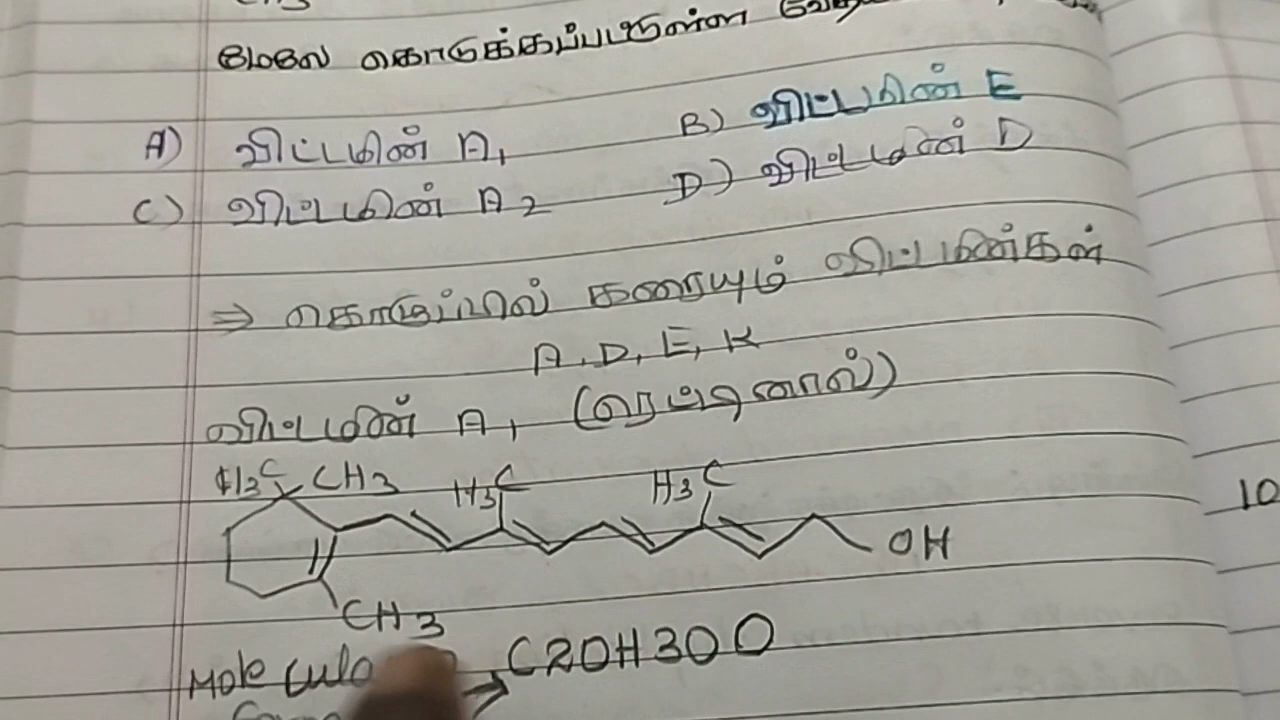 CH3
மேலே கொடுக்கப்பட்டுள்ள
A) விட்டமின் A1
B) விட்டமின் E
C) விட்டமின் A2
D) விட்டமின் D
⇒ கொழுப்பில் கரையும் விட்டமின்கள்
A, D, E, K
விட்டமின் A1 (ரெட்டினால்)
H3C CH3 H3C H3C
10
OH
CH3
C20H30O